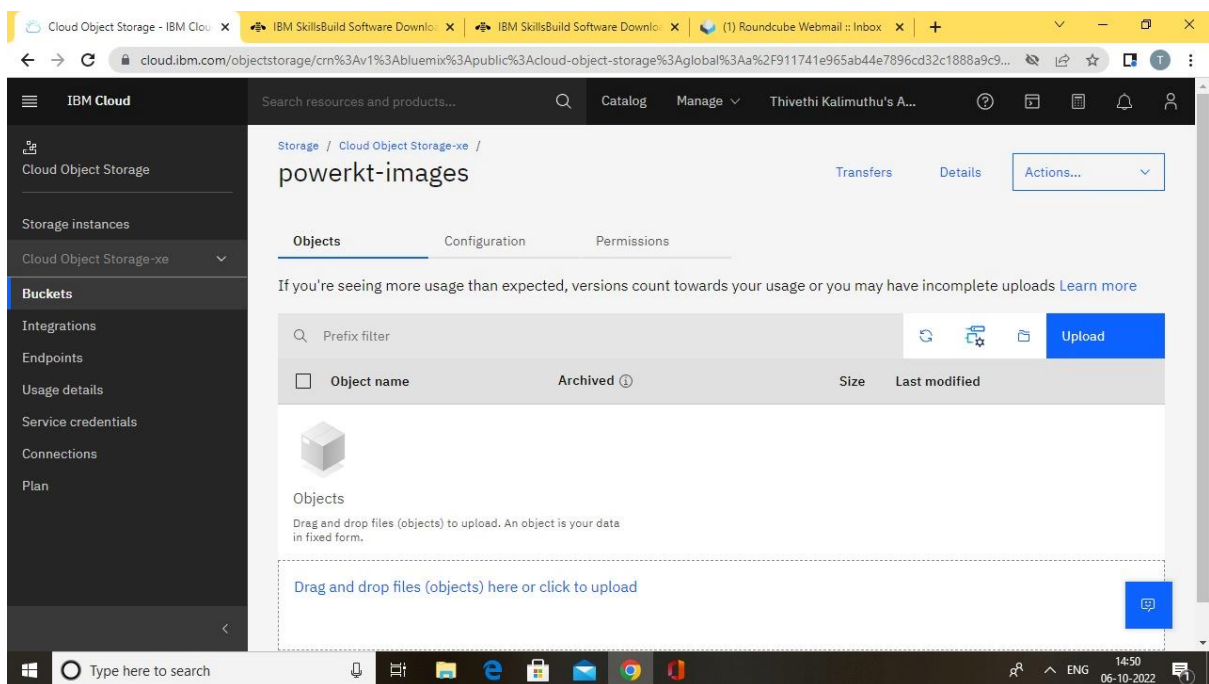 Cloud Object Storage - IBM Clou
IBM SkillsBuild Software Downlo
IBM SkillsBuild Software Downlo
(1) Roundcube Webmail :: Inbox
cloud.ibm.com/objectstorage/crn%3Av1%3Abluemix%3Apublic%3Acloud-object-storage%3Aglobal%3Aa%2F911741e965ab44e7896cd32c1888a9c9...
T
IBM Cloud
Search resources and products...
Catalog
Manage
Thivethi Kalimuthu's A...
Cloud Object Storage
Storage instances
Cloud Object Storage-xe
Buckets
Integrations
Endpoints
Usage details
Service credentials
Connections
Plan
Storage / Cloud Object Storage-xe /
powerkt-images
Transfers
Details
Actions...
Objects
Configuration
Permissions
If you're seeing more usage than expected, versions count towards your usage or you may have incomplete uploads Learn more
Prefix filter
Upload
Object name
Archived
Size
Last modified
Objects
Drag and drop files (objects) to upload. An object is your data
in fixed form.
Drag and drop files (objects) here or click to upload
Type here to search
ENG
14:50
06-10-2022
1